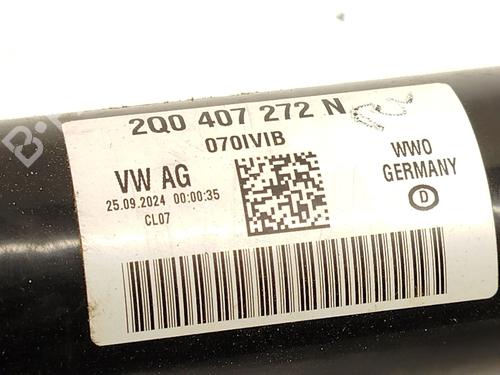 2Q0 407 272 N
070IVIB
VW AG
25.09.2024 00:00:35
CL07
WWO
GERMANY
D